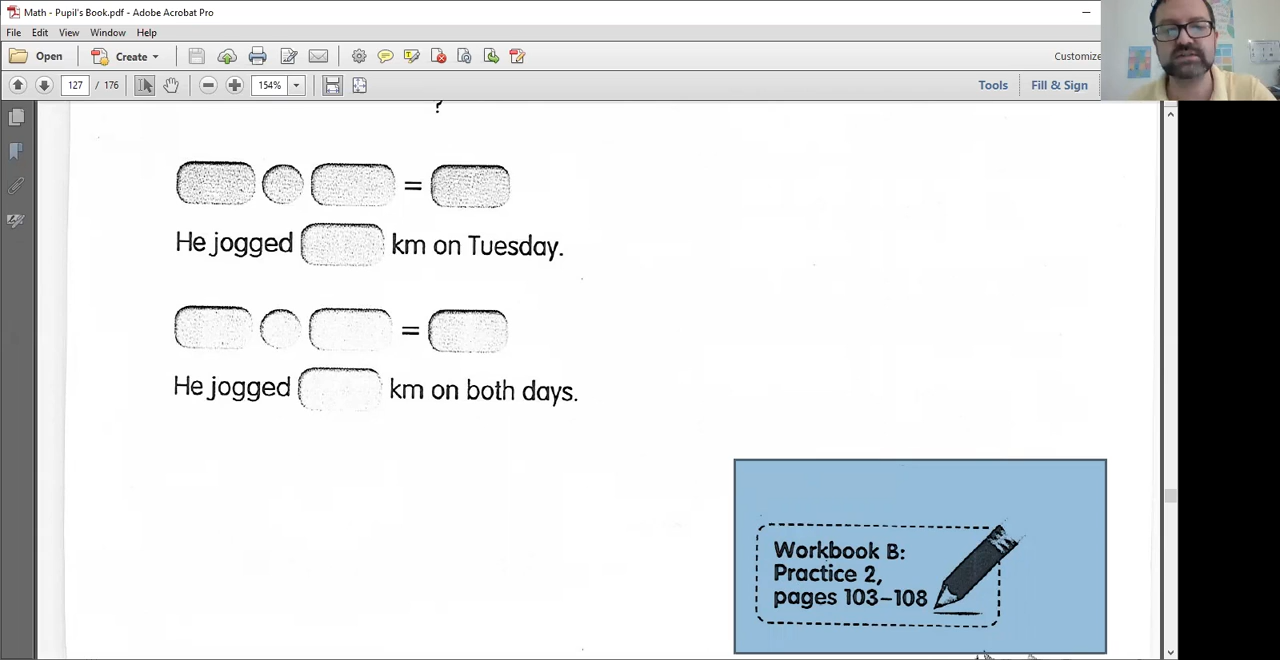 Math - Pupil's Book.pdf - Adobe Acrobat Pro
File Edit View Window Help
Open Create Customize
127 / 176 154% Tools Fill & Sign
?
=
He jogged km on Tuesday.
=
He jogged km on both days.
Workbook B:
Practice 2,
pages 103–108